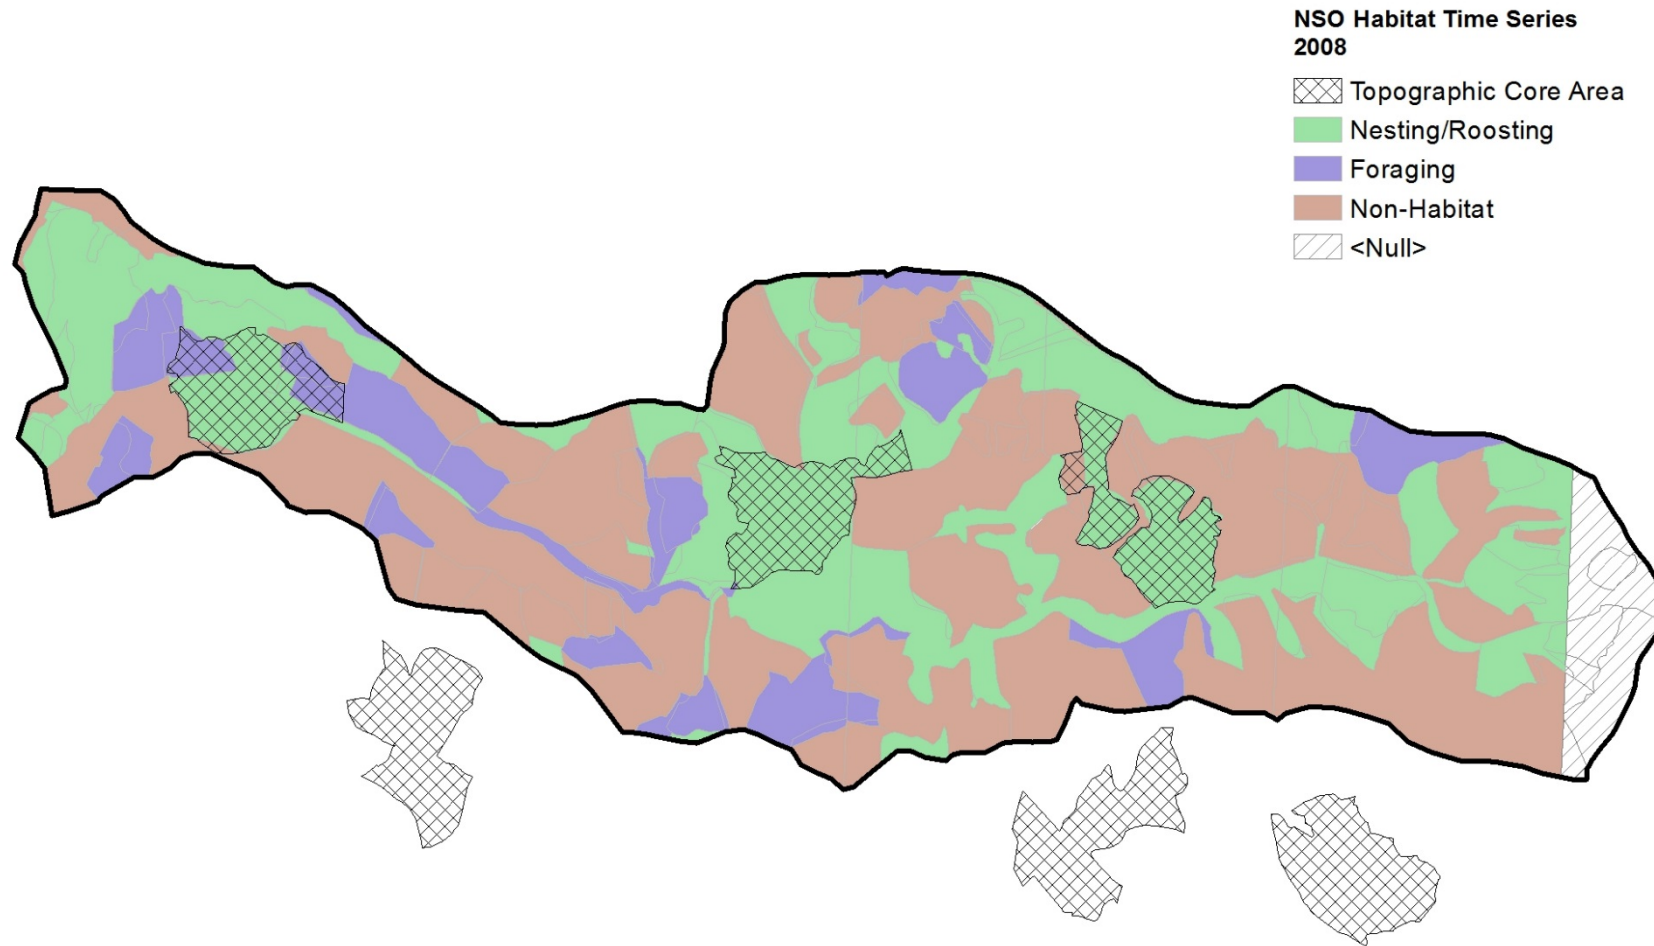 NSO Habitat Time Series
2008
Topographic Core Area
Nesting/Roosting
Foraging
Non-Habitat
<Null>